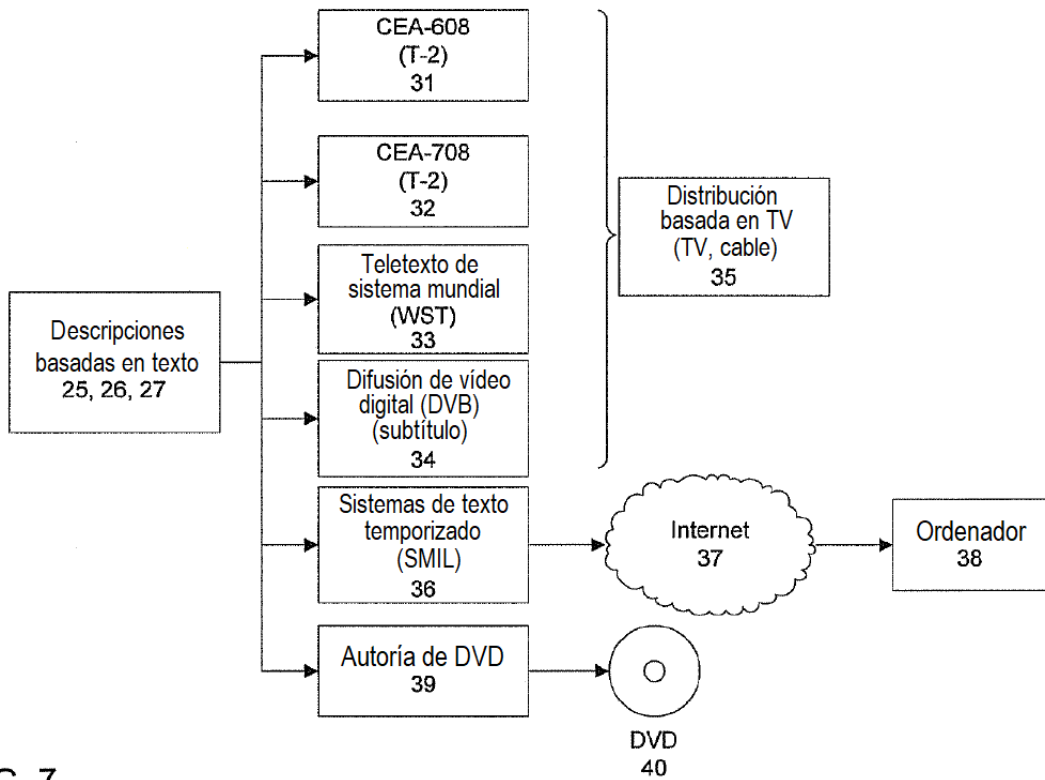 CEA-608
(T-2)
31
CEA-708
(T-2)
32
Teletexto de
sistema mundial
(WST)
33
Difusión de vídeo
digital (DVB)
(subtítulo)
34
Distribución
basada en TV
(TV, cable)
35
Descripciones
basadas en texto
25, 26, 27
Sistemas de texto
temporizado
(SMIL)
36
Internet
37
Ordenador
38
Autoría de DVD
39
DVD
40